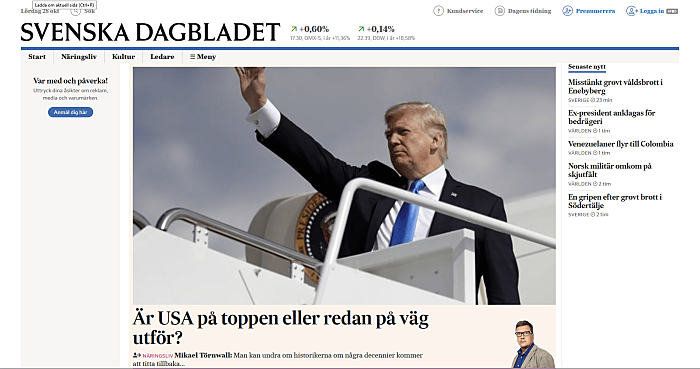 Ladda om aktuell sida (Ctrl+R)
Lördag 28 okt Sök
Kundservice Dagens tidning Prenumerera Logga in
SVENSKA DAGBLADET
+0,60%
17:30, OMX-S, i år +11,36%
+0,14%
22:39, DOW, i år +18,58%
Start Näringsliv Kultur Ledare Meny
Var med och påverka!
Uttryck dina åsikter om reklam,
media och varumärken
Anmäl dig här
Senaste nytt
Misstänkt grovt våldsbrott i
Enebyberg
SVERIGE 23 min
Ex-president anklagas för
bedrägeri
VÄRLDEN 1 tim
Venezuelaner flyr till Colombia
VÄRLDEN 1 tim
Norsk militär omkom på
skjutfält
VÄRLDEN 2 tim
En gripen efter grovt brott i
Södertälje
SVERIGE 2 tim
Är USA på toppen eller redan på väg
utför?
NÄRINGSLIV Mikael Törnwall: Man kan undra om historikerna om några decennier kommer
att titta tillbaka...